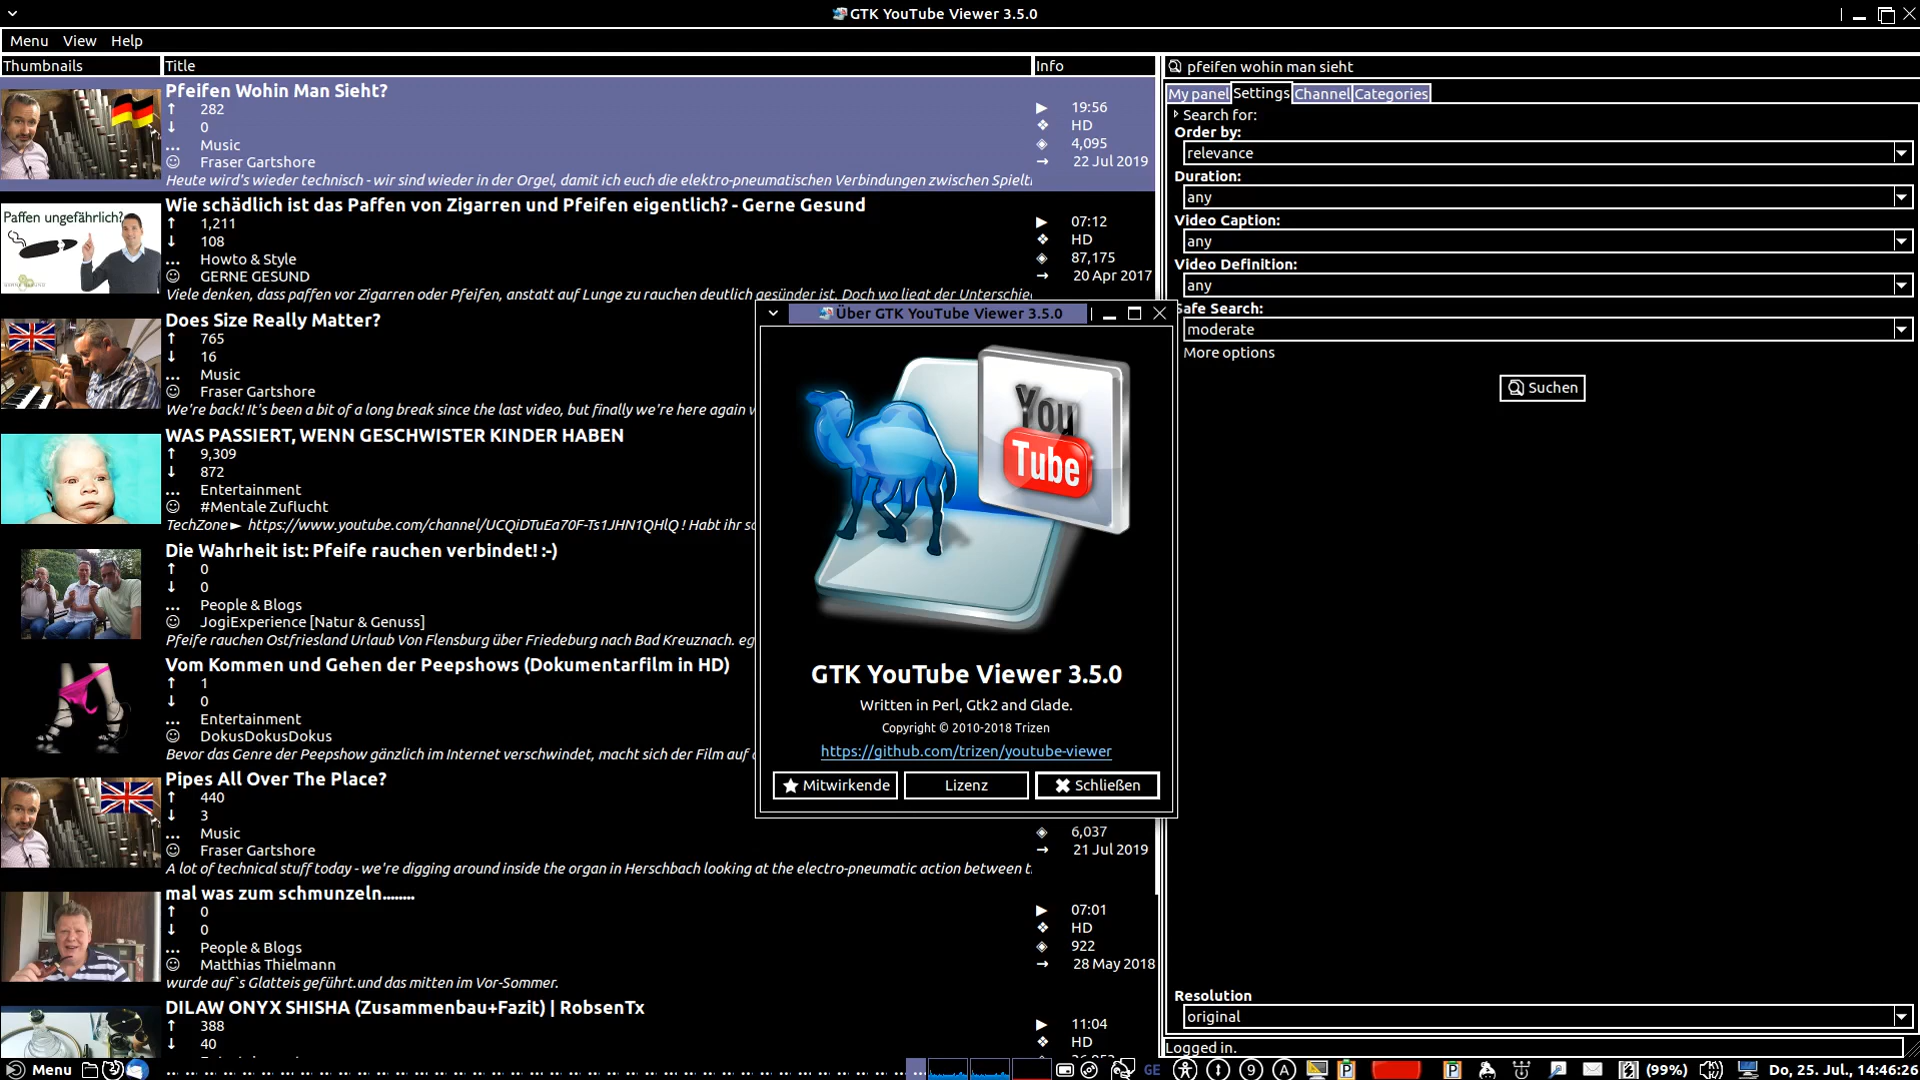 GTK YouTube Viewer 3.5.0
Menu View Help
Thumbnails Title Info
Pfeifen Wohin Man Sieht?
↑ 282
↓ 0
... Music
☺ Fraser Gartshore
Heute wird's wieder technisch - wir sind wieder in der Orgel, damit ich euch die elektro-pneumatischen Verbindungen zwischen
▶ 19:56
❖ HD
◈ 4,095
→ 22 Jul 2019
Paffen ungefährlich?
Wie schädlich ist das Paffen von Zigarren und Pfeifen eigentlich? - Gerne Gesund
↑ 1,211
↓ 108
... Howto & Style
☺ GERNE GESUND
Viele denken, dass paffen vor Zigarren oder Pfeifen, anstatt auf Lunge zu rauchen deutlich gesünder ist. Doch wo liegt der
▶ 07:12
❖ HD
◈ 87,175
→ 20 Apr 2017
Does Size Really Matter?
↑ 765
↓ 16
... Music
☺ Fraser Gartshore
We're back! It's been a bit of a long break since the last video, but finally we're here again
WAS PASSIERT, WENN GESCHWISTER KINDER HABEN
↑ 9,309
↓ 872
... Entertainment
☺ #Mentale Zuflucht
TechZone► https://www.youtube.com/channel/UCQiDTuEa70F-Ts1JHN1QHlQ ! Habt ihr
Die Wahrheit ist: Pfeife rauchen verbindet! :-)
↑ 0
↓ 0
... People & Blogs
☺ JogiExperience [Natur & Genuss]
Pfeife rauchen Ostfriesland Urlaub Von Flensburg über Friedeburg nach Bad Kreuznach.
Vom Kommen und Gehen der Peepshows (Dokumentarfilm in HD)
↑ 1
↓ 0
... Entertainment
☺ DokusDokusDokus
Bevor das Genre der Peepshow gänzlich im Internet verschwindet, macht sich der Film auf
Pipes All Over The Place?
↑ 440
↓ 3
... Music
☺ Fraser Gartshore
A lot of technical stuff today - we're digging around inside the organ in Herschbach looking at the electro-pneumatic action between
◈ 6,037
→ 21 Jul 2019
mal was zum schmunzeln........
↑ 0
↓ 0
... People & Blogs
☺ Matthias Thielmann
wurde auf`s Glatteis geführt.und das mitten im Vor-Sommer.
▶ 07:01
❖ HD
◈ 922
→ 28 May 2018
DILAW ONYX SHISHA (Zusammenbau+Fazit) | RobsenTx
↑ 388
↓ 40
▶ 11:04
❖ HD
Über GTK YouTube Viewer 3.5.0
You
Tube
GTK YouTube Viewer 3.5.0
Written in Perl, Gtk2 and Glade.
Copyright © 2010-2018 Trizen
https://github.com/trizen/youtube-viewer
Mitwirkende Lizenz Schließen
pfeifen wohin man sieht
My panel Settings Channel Categories
Search for:
Order by:
relevance
Duration:
any
Video Caption:
any
Video Definition:
any
Safe Search:
moderate
More options
Suchen
Resolution
original
Logged in.
Menu GE 9 A P P (99%) Do, 25. Jul., 14:46:26